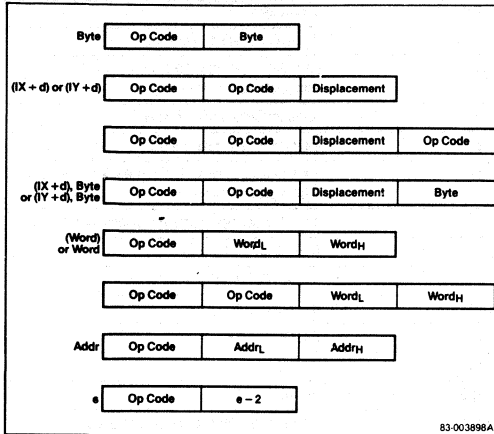 Byte Op Code Byte
(IX + d) or (IY + d) Op Code Op Code Displacement
Op Code Op Code Displacement Op Code
(IX + d), Byte
or (IY + d), Byte Op Code Op Code Displacement Byte
(Word)
or Word Op Code WordL WordH
Op Code Op Code WordL WordH
Addr Op Code AddrL AddrH
e Op Code e – 2
83-003898A